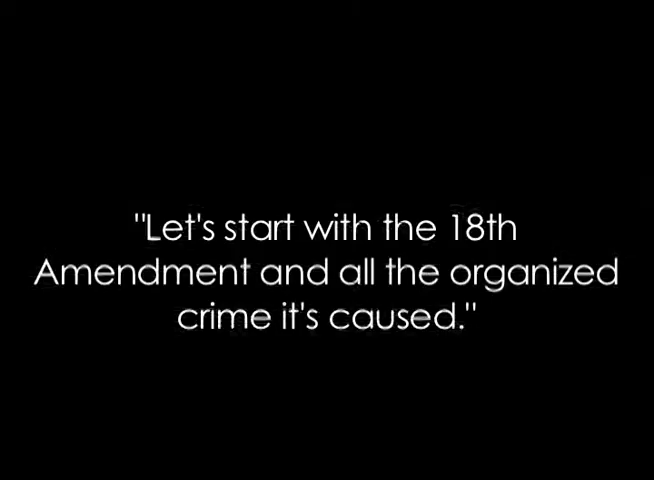 "Let's start with the 18th
Amendment and all the organized
crime it's caused."